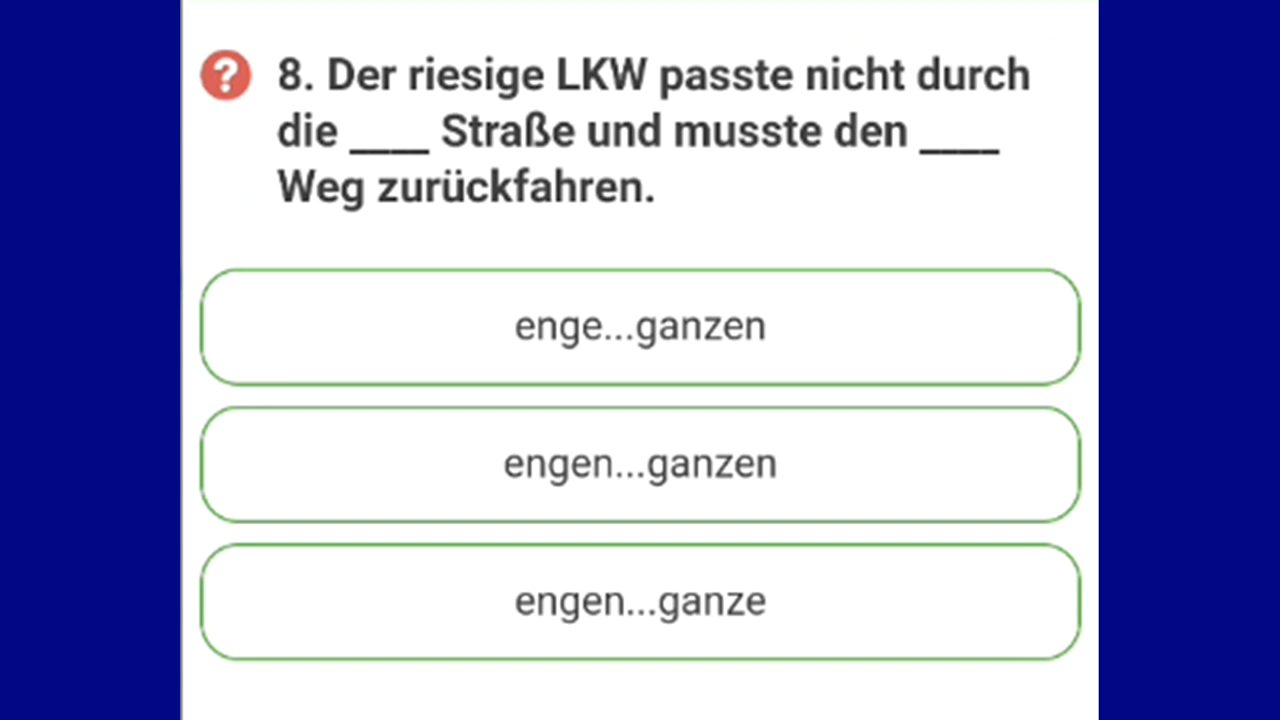 8. Der riesige LKW passte nicht durch
die ____ Straße und musste den ____
Weg zurückfahren.
enge...ganzen
engen...ganzen
engen...ganze